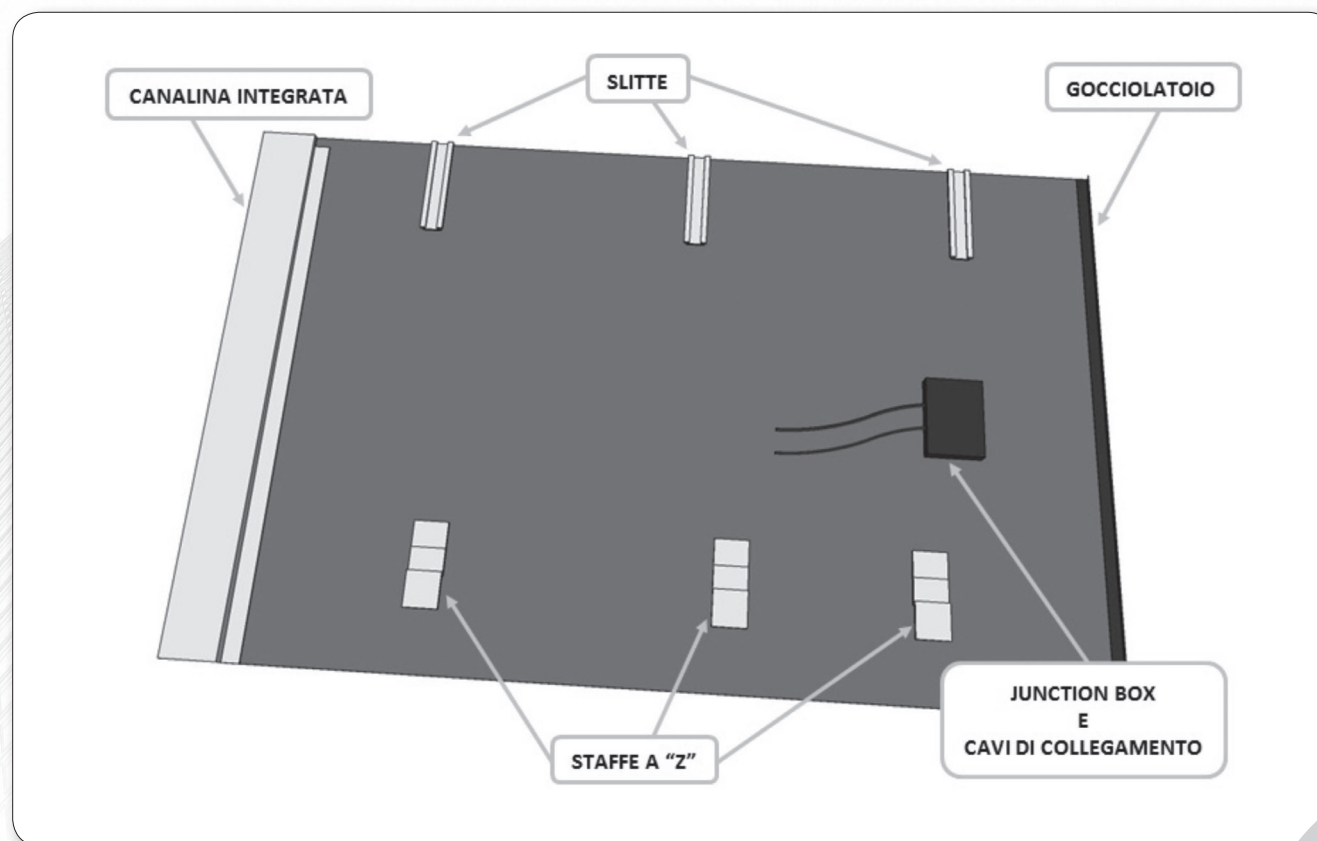 CANALINA INTEGRATA
SLITTE
GOCCIOLATOIO
STAFFE A “Z”
JUNCTION BOX
E
CAVI DI COLLEGAMENTO